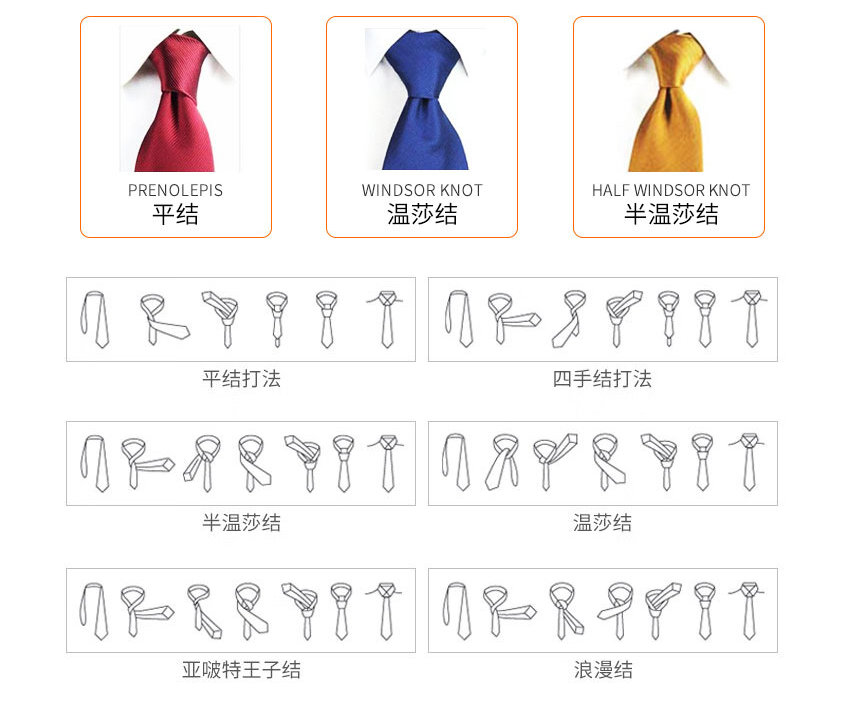 PRENOLEPIS
平结
WINDSOR KNOT
温莎结
HALF WINDSOR KNOT
半温莎结
平结打法
四手结打法
半温莎结
温莎结
亚啵特王子结
浪漫结